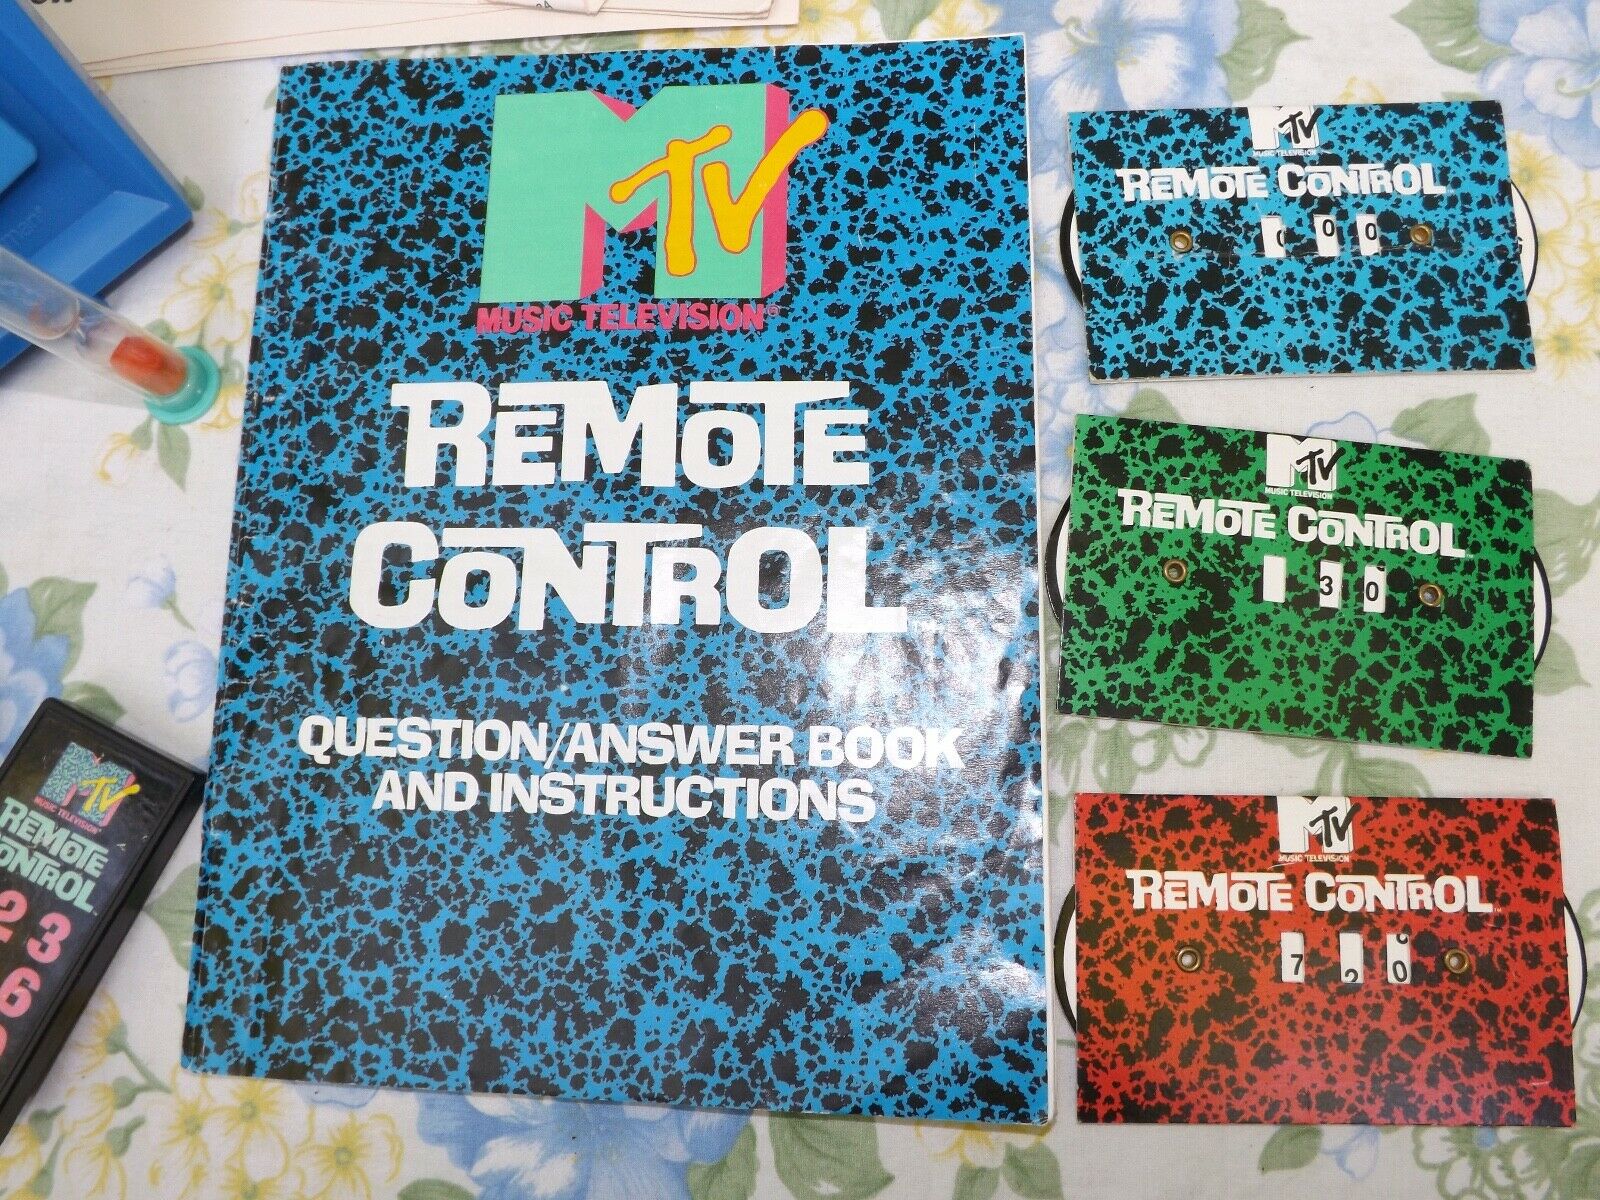 MTV
MUSIC TELEVISION®
REMOTE
CONTROL
QUESTION/ANSWER BOOK
AND INSTRUCTIONS
MTV
MUSIC TELEVISION
REMOTE CONTROL
0 0
MTV
MUSIC TELEVISION
REMOTE CONTROL
3 0
MTV
MUSIC TELEVISION
REMOTE CONTROL™
7 2 0
MTV
MUSIC TELEVISION
REMOTE
ONTROL
2 3
6